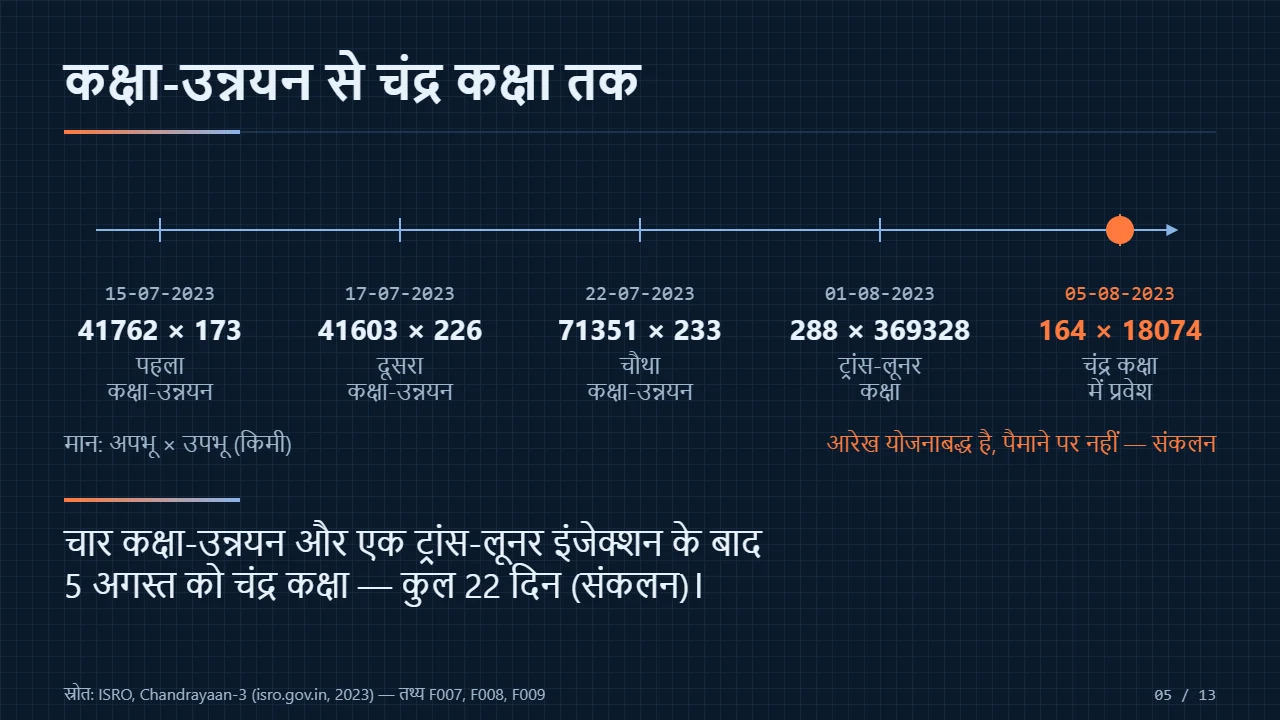 कक्षा-उन्नयन से चंद्र कक्षा तक
15-07-2023
41762 × 173
पहला
कक्षा-उन्नयन
17-07-2023
41603 × 226
दूसरा
कक्षा-उन्नयन
22-07-2023
71351 × 233
चौथा
कक्षा-उन्नयन
01-08-2023
288 × 369328
ट्रांस-लूनर
कक्षा
05-08-2023
164 × 18074
चंद्र कक्षा
में प्रवेश
मान: अपभू × उपभू (किमी)
आरेख योजनाबद्ध है, पैमाने पर नहीं — संकलन
चार कक्षा-उन्नयन और एक ट्रांस-लूनर इंजेक्शन के बाद
5 अगस्त को चंद्र कक्षा — कुल 22 दिन (संकलन)।
स्रोत: ISRO, Chandrayaan-3 (isro.gov.in, 2023) — तथ्य F007, F008, F009
05 / 13